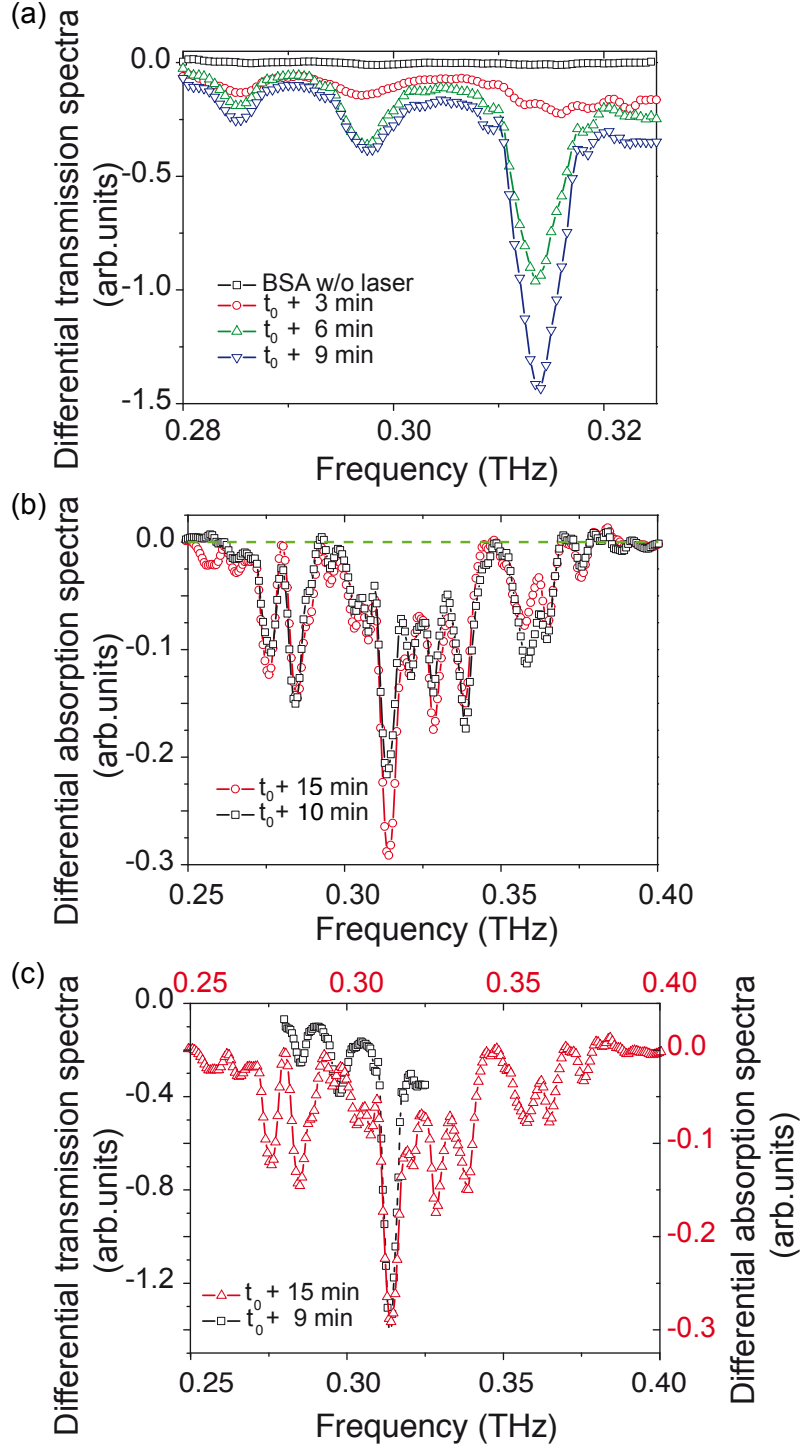 (a)
Differential transmission spectra
(arb.units)
0.0
-0.5
-1.0
-1.5
BSA w/o laser
t₀ + 3 min
t₀ + 6 min
t₀ + 9 min
0.28 0.30 0.32
Frequency (THz)
(b)
Differential absorption spectra
(arb.units)
0.0
-0.1
-0.2
-0.3
t₀ + 15 min
t₀ + 10 min
0.25 0.30 0.35 0.40
Frequency (THz)
(c)
0.25 0.30 0.35 0.40
Differential transmission spectra
(arb.units)
0.0
-0.4
-0.8
-1.2
t₀ + 15 min
t₀ + 9 min
0.0
-0.1
-0.2
-0.3
Differential absorption spectra
(arb.units)
0.25 0.30 0.35 0.40
Frequency (THz)